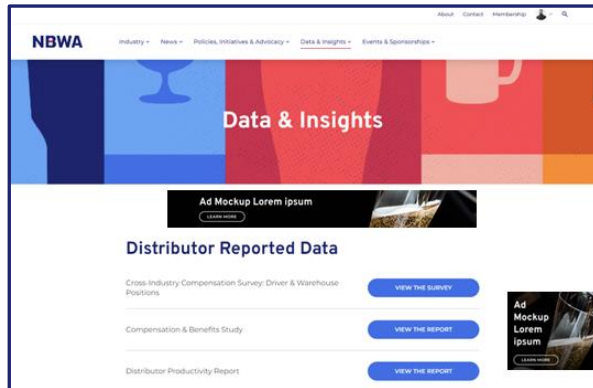 About Contact Membership
NBWA
Industry News Policies, Initiatives & Advocacy Data & Insights Events & Sponsorships
Data & Insights
Ad Mockup Lorem ipsum
LEARN MORE
Distributor Reported Data
Cross-Industry Compensation Survey: Driver & Warehouse
Positions
VIEW THE SURVEY
Ad
Mockup
Lorem
ipsum
LEARN MORE
Compensation & Benefits Study
VIEW THE REPORT
Distributor Productivity Report
VIEW THE REPORT